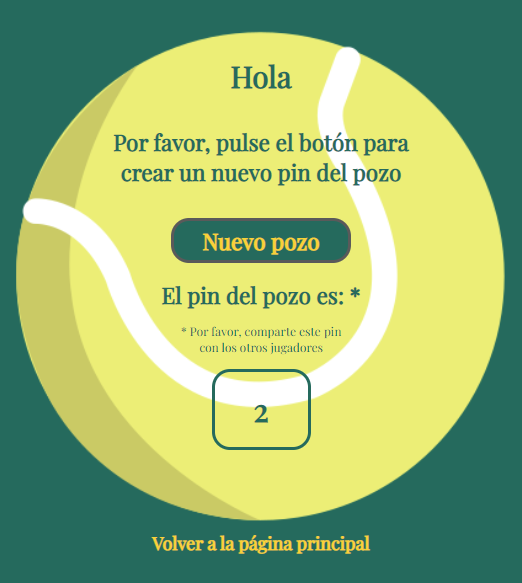 Hola
Por favor, pulse el botón para
crear un nuevo pin del pozo
Nuevo pozo
El pin del pozo es: *
* Por favor, comparte este pin
con los otros jugadores
2
Volver a la página principal